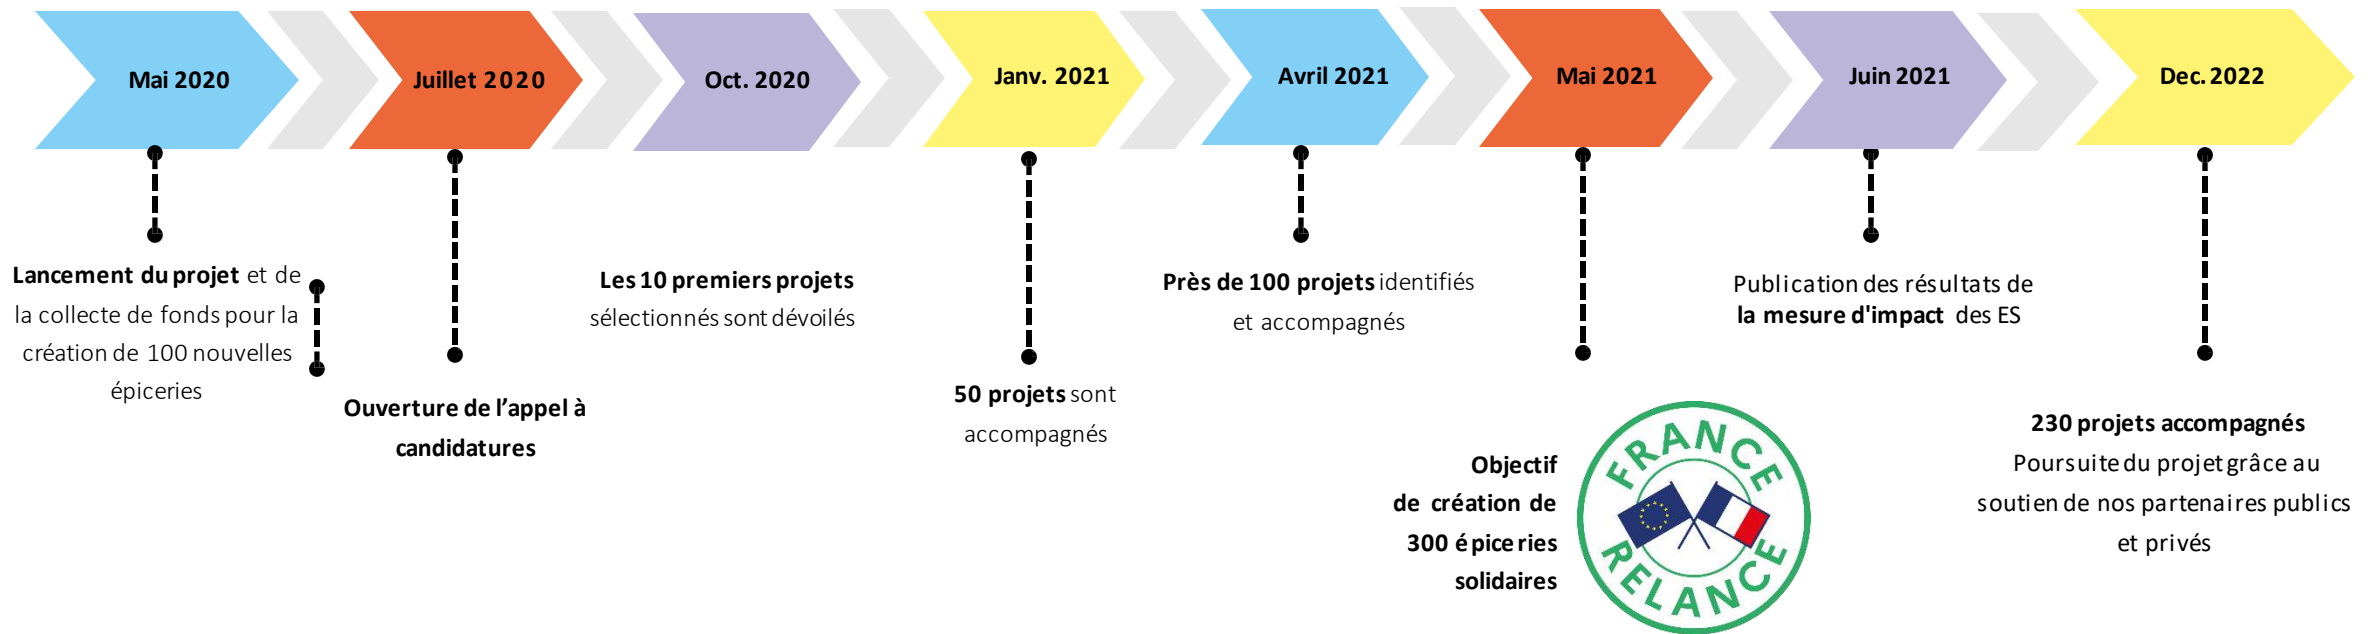 Mai 2020
Juillet 2020
Oct. 2020
Janv. 2021
Avril 2021
Mai 2021
Juin 2021
Dec. 2022
Lancement du projet et de
la collecte de fonds pour la
création de 100 nouvelles
épiceries
Ouverture de l’appel à
candidatures
Les 10 premiers projets
sélectionnés sont dévoilés
50 projets sont
accompagnés
Près de 100 projets identifiés
et accompagnés
Objectif
de création de
300 épiceries
solidaires
FRANCE
RELANCE
Publication des résultats de
la mesure d'impact des ES
230 projets accompagnés
Poursuite du projet grâce au
soutien de nos partenaires publics
et privés